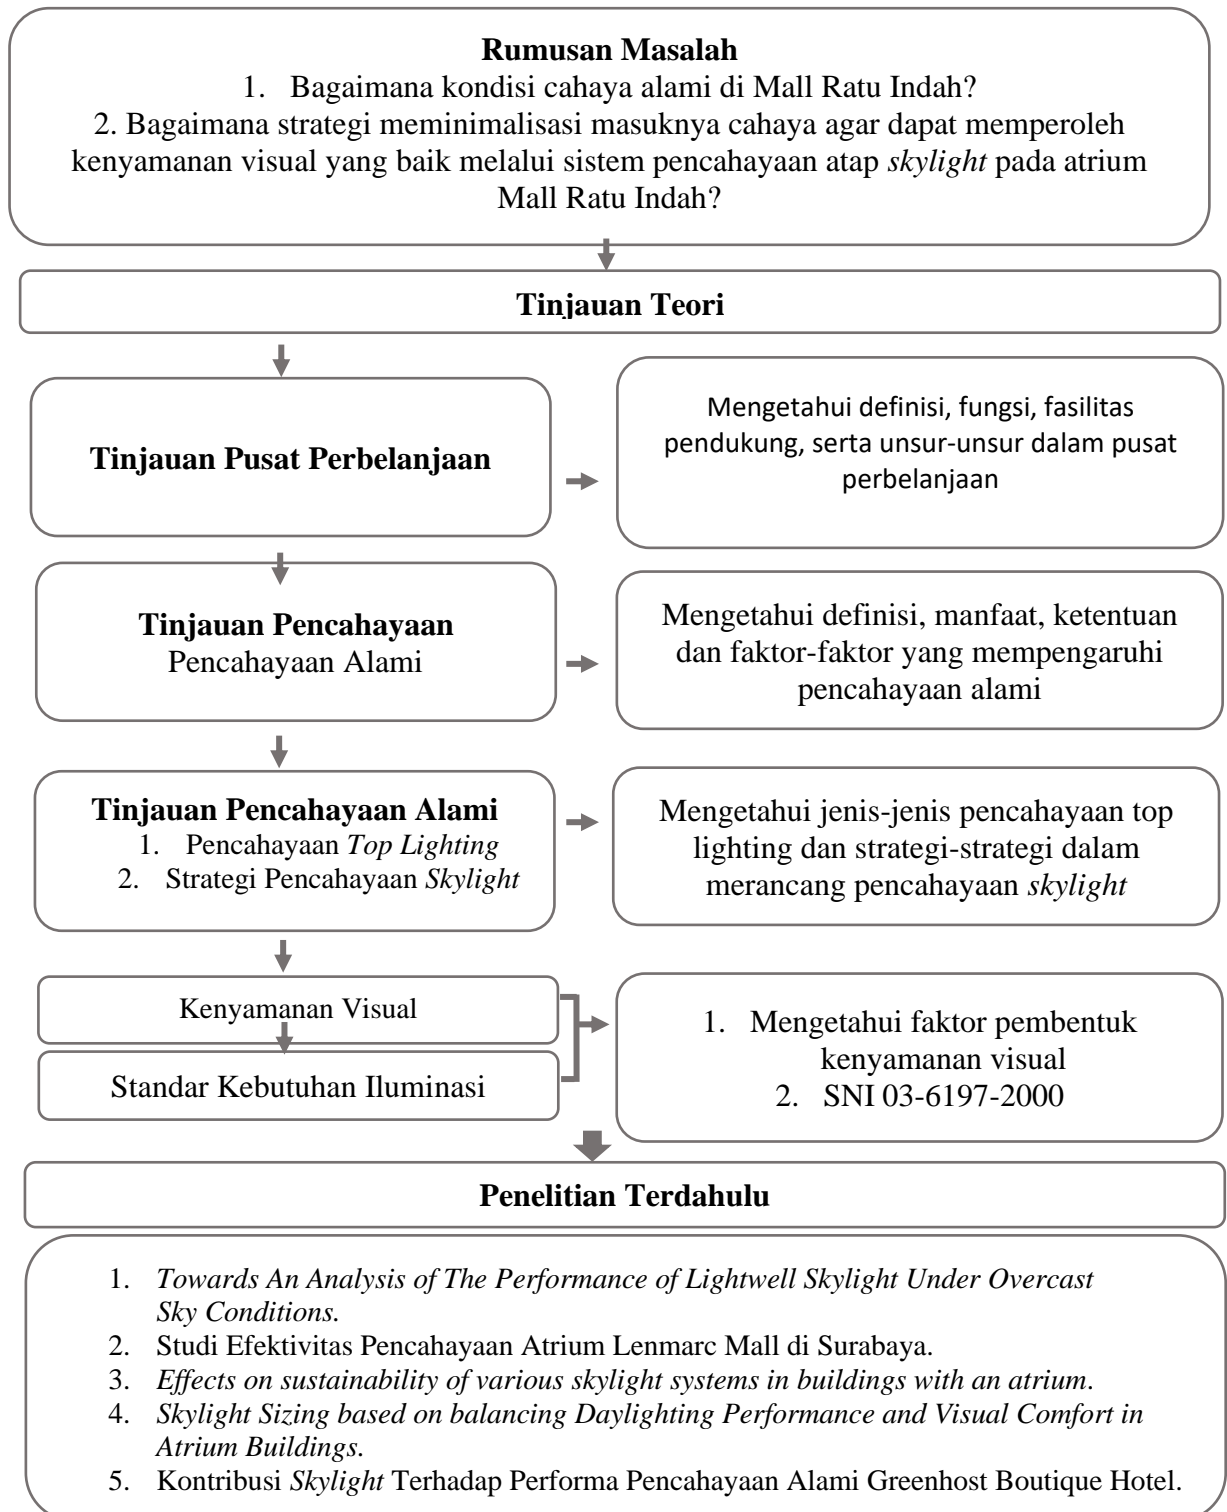 Rumusan Masalah
1. Bagaimana kondisi cahaya alami di Mall Ratu Indah?
2. Bagaimana strategi meminimalisasi masuknya cahaya agar dapat memperoleh
kenyamanan visual yang baik melalui sistem pencahayaan atap skylight pada atrium
Mall Ratu Indah?
Tinjauan Teori
Tinjauan Pusat Perbelanjaan
Mengetahui definisi, fungsi, fasilitas
pendukung, serta unsur-unsur dalam pusat
perbelanjaan
Tinjauan Pencahayaan
Pencahayaan Alami
Mengetahui definisi, manfaat, ketentuan
dan faktor-faktor yang mempengaruhi
pencahayaan alami
Tinjauan Pencahayaan Alami
1. Pencahayaan Top Lighting
2. Strategi Pencahayaan Skylight
Mengetahui jenis-jenis pencahayaan top
lighting dan strategi-strategi dalam
merancang pencahayaan skylight
Kenyamanan Visual
Standar Kebutuhan Iluminasi
1. Mengetahui faktor pembentuk
kenyamanan visual
2. SNI 03-6197-2000
Penelitian Terdahulu
1. Towards An Analysis of The Performance of Lightwell Skylight Under Overcast
Sky Conditions.
2. Studi Efektivitas Pencahayaan Atrium Lenmarc Mall di Surabaya.
3. Effects on sustainability of various skylight systems in buildings with an atrium.
4. Skylight Sizing based on balancing Daylighting Performance and Visual Comfort in
Atrium Buildings.
5. Kontribusi Skylight Terhadap Performa Pencahayaan Alami Greenhost Boutique Hotel.